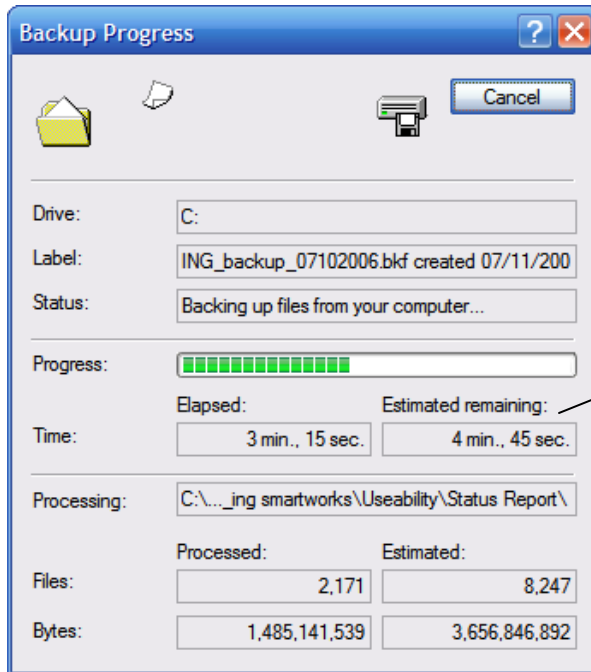 Backup Progress
?
Cancel
Drive: C:
Label: ING_backup_07102006.bkf created 07/11/200
Status: Backing up files from your computer...
Progress:
Elapsed: Estimated remaining:
Time: 3 min., 15 sec. 4 min., 45 sec.
Processing: C:\..._ing smartworks\Useability\Status Report\
Processed: Estimated:
Files: 2,171 8,247
Bytes: 1,485,141,539 3,656,846,892